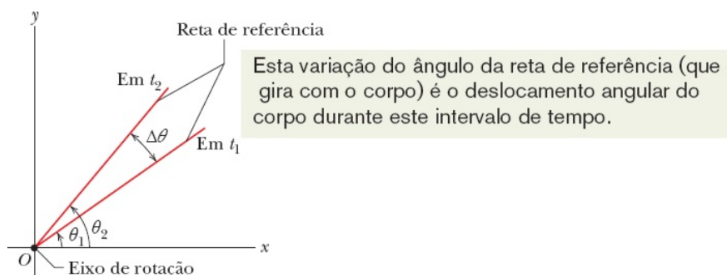 y
Reta de referência
Em t₂
Esta variação do ângulo da reta de referência (que
gira com o corpo) é o deslocamento angular do
corpo durante este intervalo de tempo.
Δθ
Em t₁
θ₁
θ₂
x
O
Eixo de rotação